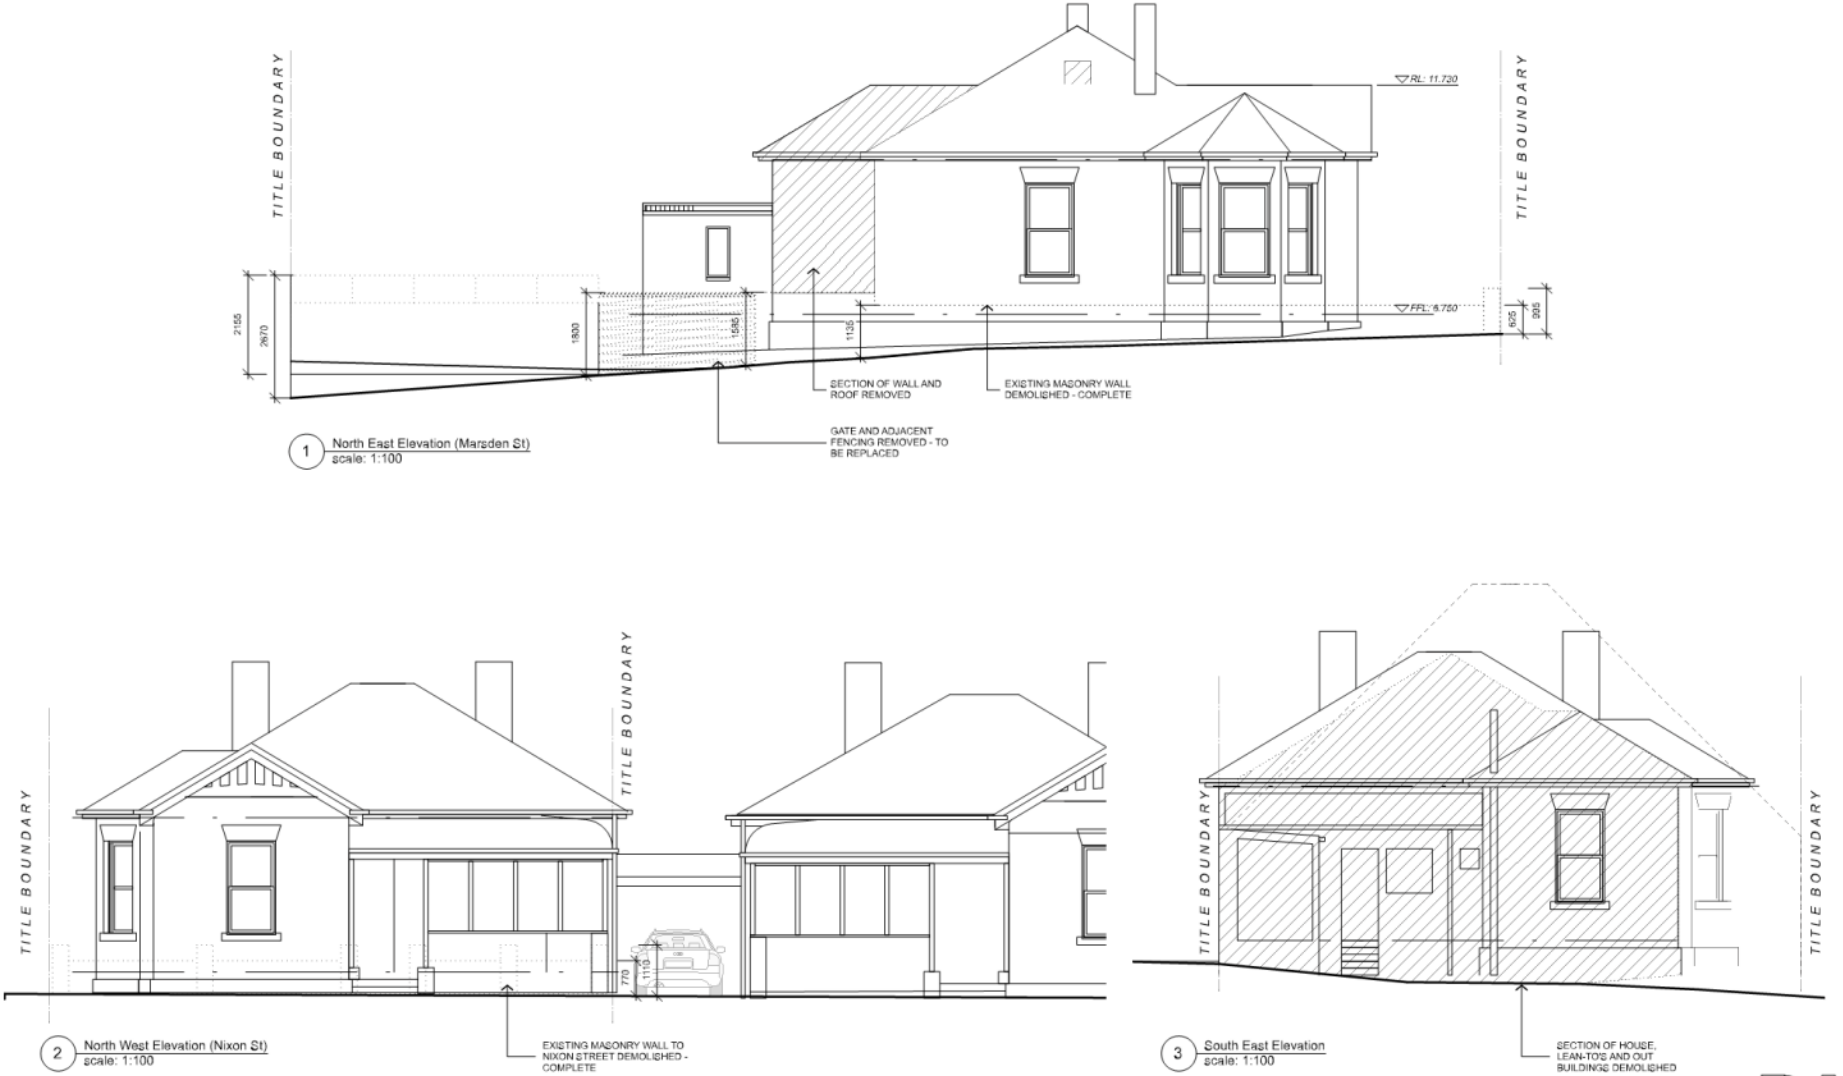 TITLE BOUNDARY
TITLE BOUNDARY
RL: 11.720
FFL: 6.750
2155
2670
1800
1585
1135
625
995
SECTION OF WALL AND
ROOF REMOVED
EXISTING MASONRY WALL
DEMOLISHED - COMPLETE
GATE AND ADJACENT
FENCING REMOVED - TO
BE REPLACED
1
North East Elevation (Marsden St)
scale: 1:100
TITLE BOUNDARY
TITLE BOUNDARY
770
1110
2
North West Elevation (Nixon St)
scale: 1:100
EXISTING MASONRY WALL TO
NIXON STREET DEMOLISHED -
COMPLETE
TITLE BOUNDARY
TITLE BOUNDARY
3
South East Elevation
scale: 1:100
SECTION OF HOUSE,
LEAN-TO'S AND OUT
BUILDINGS DEMOLISHED